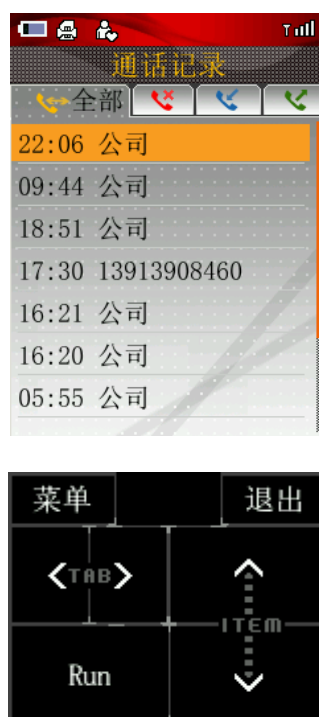 通话记录
全部
22:06 公司
09:44 公司
18:51 公司
17:30 13913908460
16:21 公司
16:20 公司
05:55 公司
菜单 退出
TAB
ITEM
Run